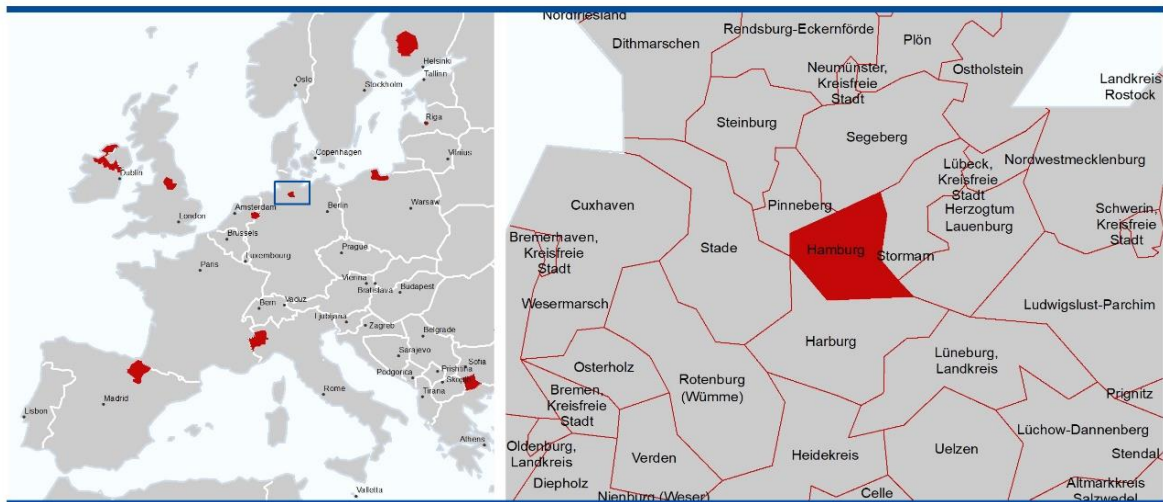 Oslo
Helsinki
Tallinn
Stockholm
Riga
Copenhagen
Vilnius
Dublin
Amsterdam
Berlin
Warsaw
London
Brussels
Prague
Luxembourg
Paris
Vienna
Bratislava
Budapest
Bern
Vaduz
Ljubljana
Zagreb
Belgrade
Sarajevo
Sofia
Podgorica
Prishtina
Skopje
Rome
Tirana
Madrid
Lisbon
Athens
Valletta
Nordfriesland
Dithmarschen
Rendsburg-Eckernförde
Plön
Neumünster,
Kreisfreie
Stadt
Ostholstein
Landkreis
Rostock
Steinburg
Segeberg
Lübeck,
Kreisfreie
Stadt
Nordwestmecklenburg
Cuxhaven
Pinneberg
Herzogtum
Lauenburg
Schwerin,
Kreisfreie
Stadt
Bremerhaven,
Kreisfreie
Stadt
Stade
Hamburg
Stormarn
Wesermarsch
Ludwigslust-Parchim
Harburg
Osterholz
Lüneburg,
Landkreis
Rotenburg
(Wümme)
Bremen,
Kreisfreie
Stadt
Prignitz
Lüchow-Dannenberg
Oldenburg,
Landkreis
Verden
Heidekreis
Uelzen
Stendal
Diepholz
Nienburg (Weser)
Celle
Altmarkkreis
Salzwedel